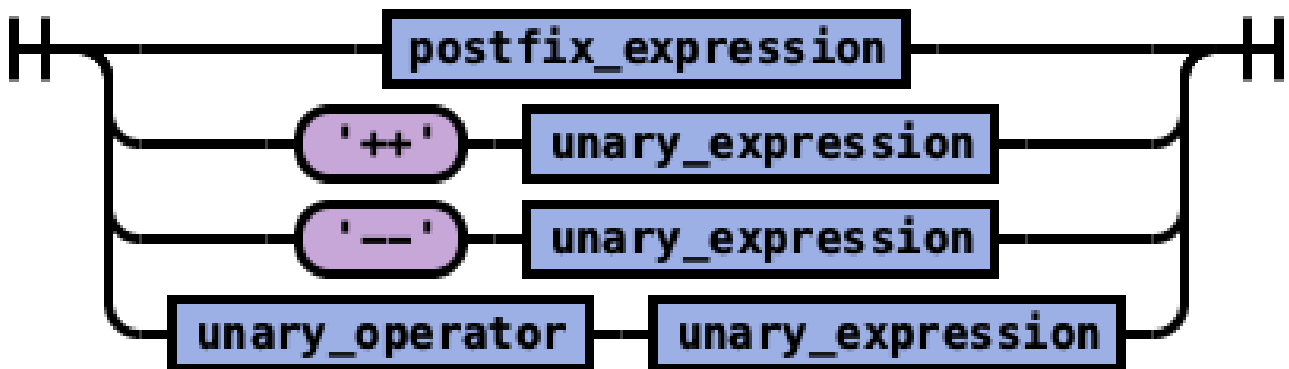 postfix_expression
'++' unary_expression
'--' unary_expression
unary_operator unary_expression